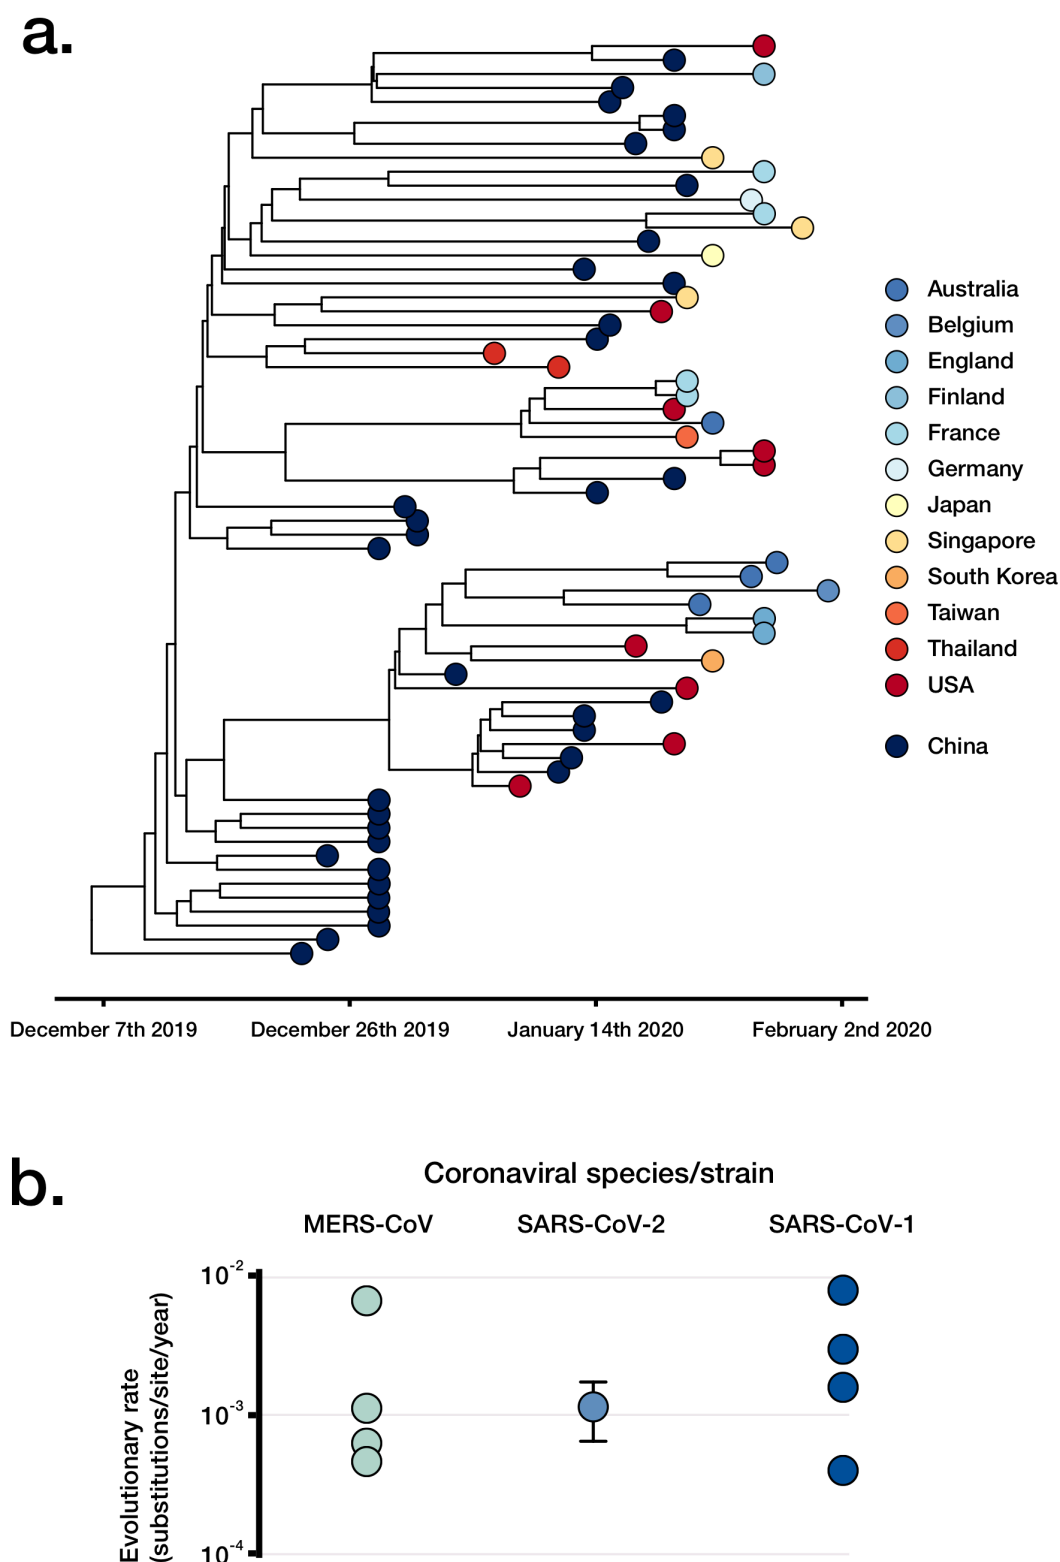 a.
Australia
Belgium
England
Finland
France
Germany
Japan
Singapore
South Korea
Taiwan
Thailand
USA
China
December 7th 2019 December 26th 2019 January 14th 2020 February 2nd 2020
b.
Coronaviral species/strain
MERS-CoV SARS-CoV-2 SARS-CoV-1
Evolutionary rate
(substitutions/site/year)
10-2
10-3
10-4